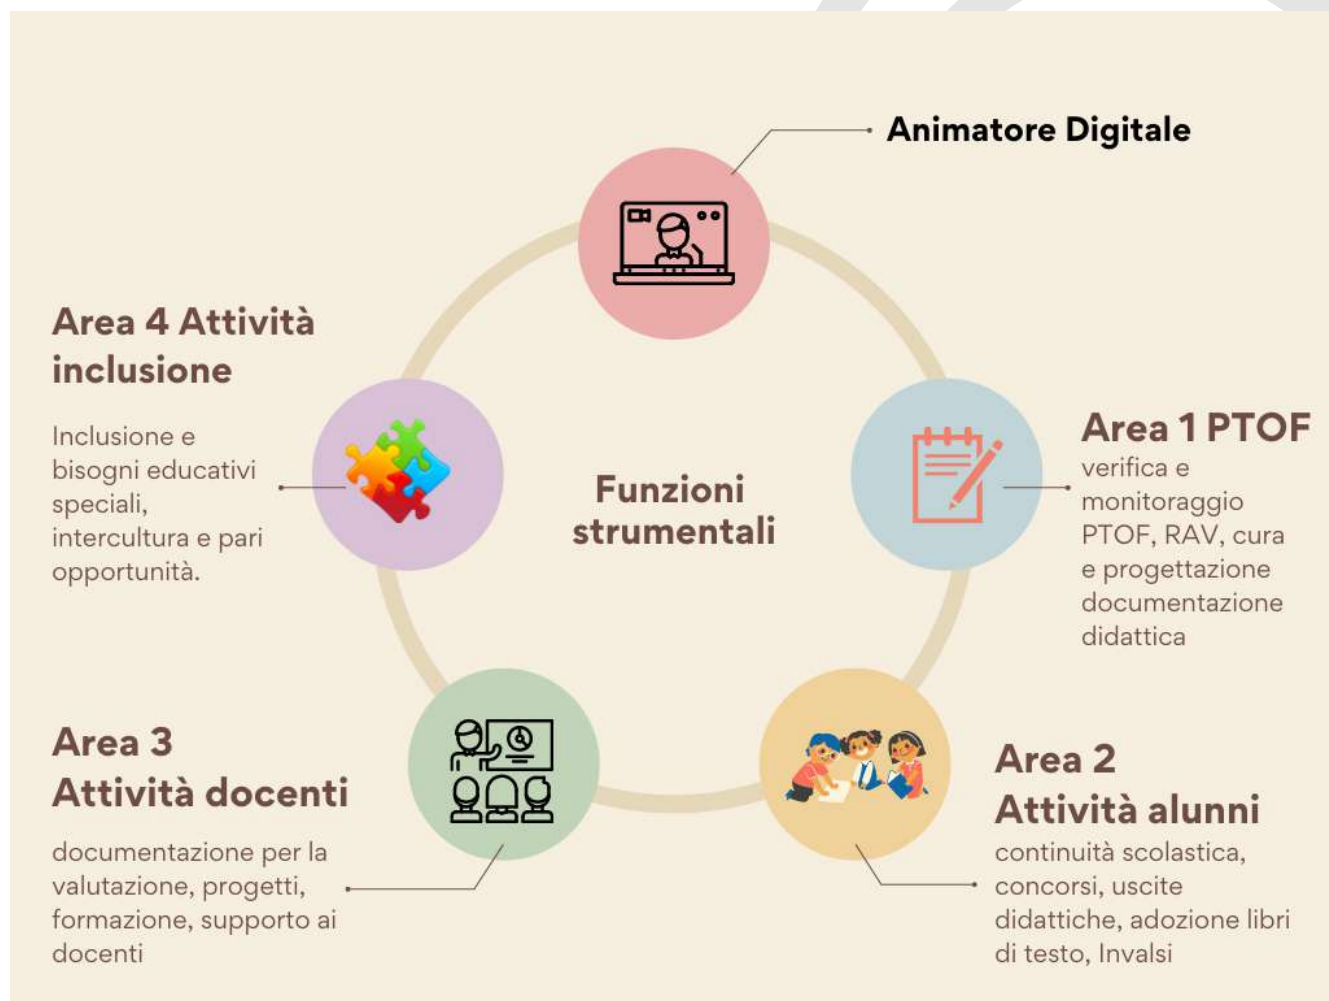 Animatore Digitale
Area 4 Attività
inclusione
Inclusione e
bisogni educativi
speciali,
intercultura e pari
opportunità.
Funzioni
strumentali
Area 1 PTOF
verifica e
monitoraggio
PTOF, RAV, cura
e progettazione
documentazione
didattica
Area 3
Attività docenti
documentazione per la
valutazione, progetti,
formazione, supporto ai
docenti
Area 2
Attività alunni
continuità scolastica,
concorsi, uscite
didattiche, adozione libri
di testo, Invalsi